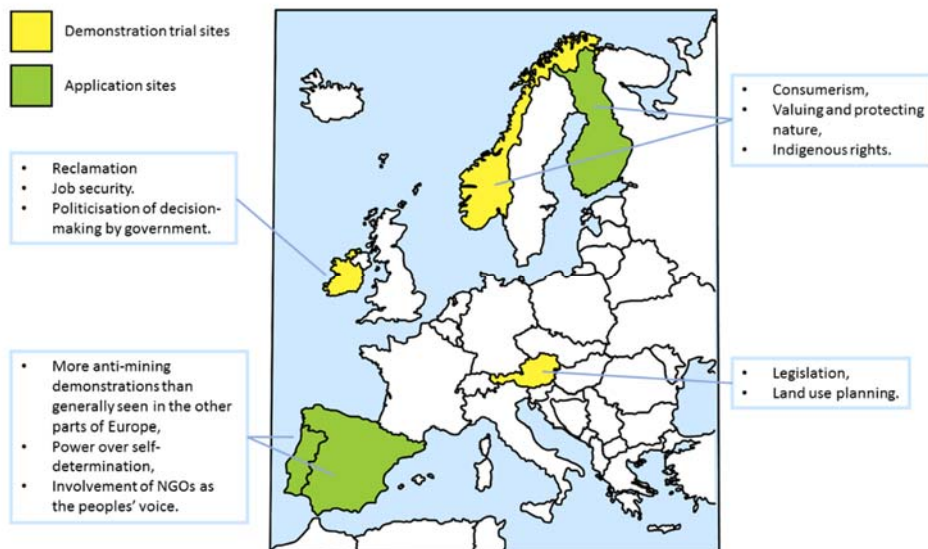 Demonstration trial sites
Application sites
• Consumerism,
• Valuing and protecting
nature,
• Indigenous rights.
• Reclamation
• Job security.
• Politicisation of decision-
making by government.
• More anti-mining
demonstrations than
generally seen in the other
parts of Europe,
• Power over self-
determination,
• Involvement of NGOs as
the peoples’ voice.
• Legislation,
• Land use planning.